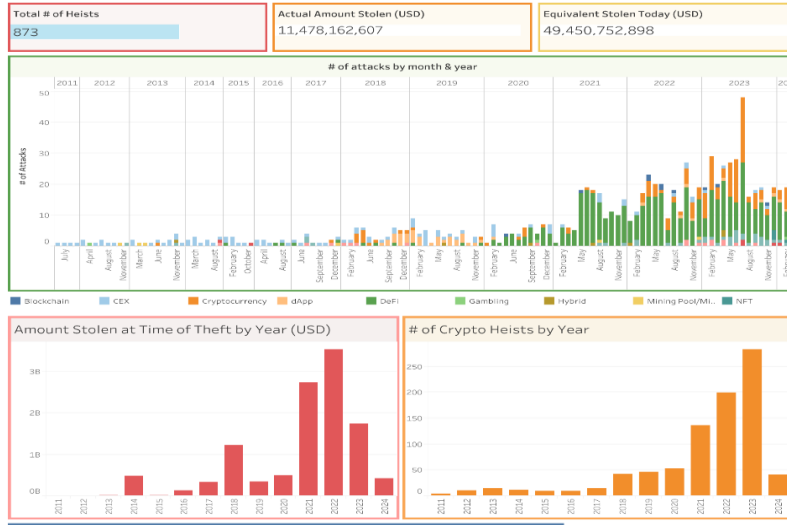 Total # of Heists
873
Actual Amount Stolen (USD)
11,478,162,607
Equivalent Stolen Today (USD)
49,450,752,898
# of attacks by month & year
2011 2012 2013 2014 2015 2016 2017 2018 2019 2020 2021 2022 2023
50
40
30
20
10
0
# of Attacks
July April August November March June November March August February October April August February June September December February June September December February May August November February June September December February May August November February May August November February May August November February
Blockchain CEX Cryptocurrency dApp DeFi Gambling Hybrid Mining Pool/Mi.. NFT
Amount Stolen at Time of Theft by Year (USD)
3B
2B
1B
0B
2011 2012 2013 2014 2015 2016 2017 2018 2019 2020 2021 2022 2023 2024
# of Crypto Heists by Year
250
200
150
100
50
0
2011 2012 2013 2014 2015 2016 2017 2018 2019 2020 2021 2022 2023 2024